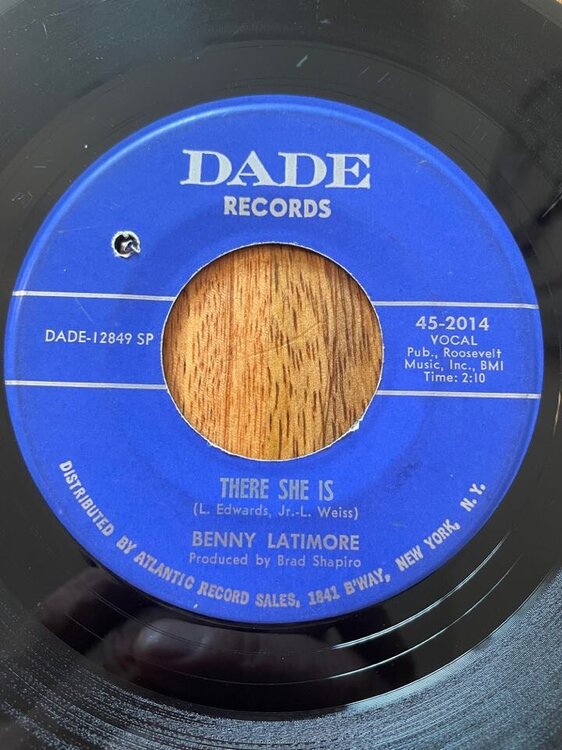 DADE
RECORDS
DADE-12849 SP
45-2014
VOCAL
Pub., Roosevelt
Music, Inc., BMI
Time: 2:10
THERE SHE IS
(L. Edwards, Jr.-L. Weiss)
BENNY LATIMORE
Produced by Brad Shapiro
DISTRIBUTED BY ATLANTIC RECORD SALES, 1841 B'WAY, NEW YORK, N. Y.